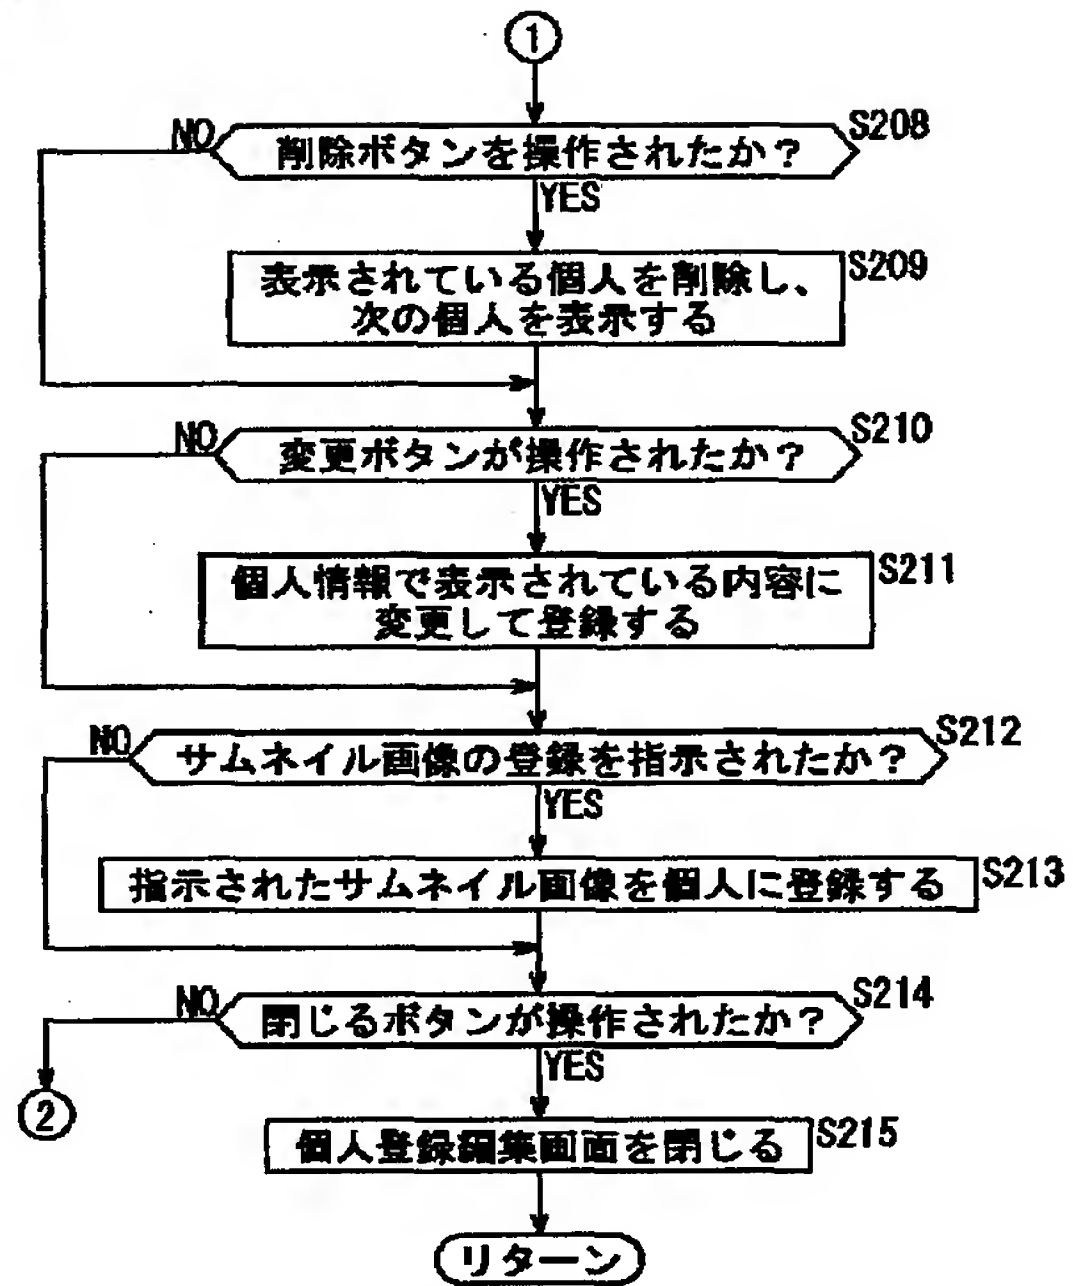 1
NO
削除ボタンを操作されたか？
S208
YES
表示されている個人を削除し、
次の個人を表示する
S209
NO
変更ボタンが操作されたか？
S210
YES
個人情報で表示されている内容に
変更して登録する
S211
NO
サムネイル画像の登録を指示されたか？
S212
YES
指示されたサムネイル画像を個人に登録する
S213
NO
閉じるボタンが操作されたか？
S214
YES
2
個人登録編集画面を閉じる
S215
リターン